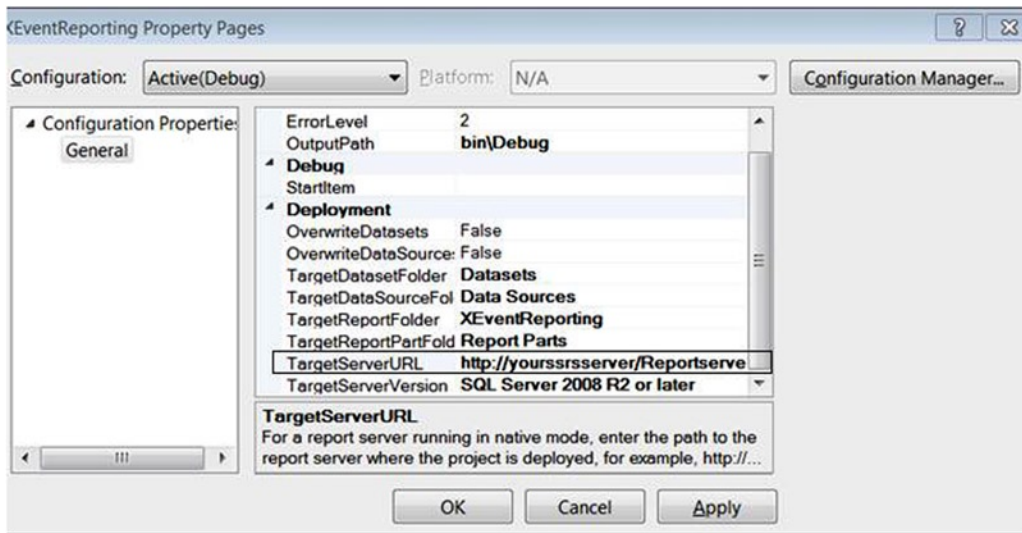 XEventReporting Property Pages
Configuration: Active(Debug) Platform: N/A Configuration Manager...
Configuration Properties
General
ErrorLevel 2
OutputPath bin\Debug
Debug
StartItem
Deployment
OverwriteDatasets False
OverwriteDataSource: False
TargetDatasetFolder Datasets
TargetDataSourceFol Data Sources
TargetReportFolder XEventReporting
TargetReportPartFold Report Parts
TargetServerURL http://yourssrsserver/Reportserve
TargetServerVersion SQL Server 2008 R2 or later
TargetServerURL
For a report server running in native mode, enter the path to the
report server where the project is deployed, for example, http://...
OK Cancel Apply